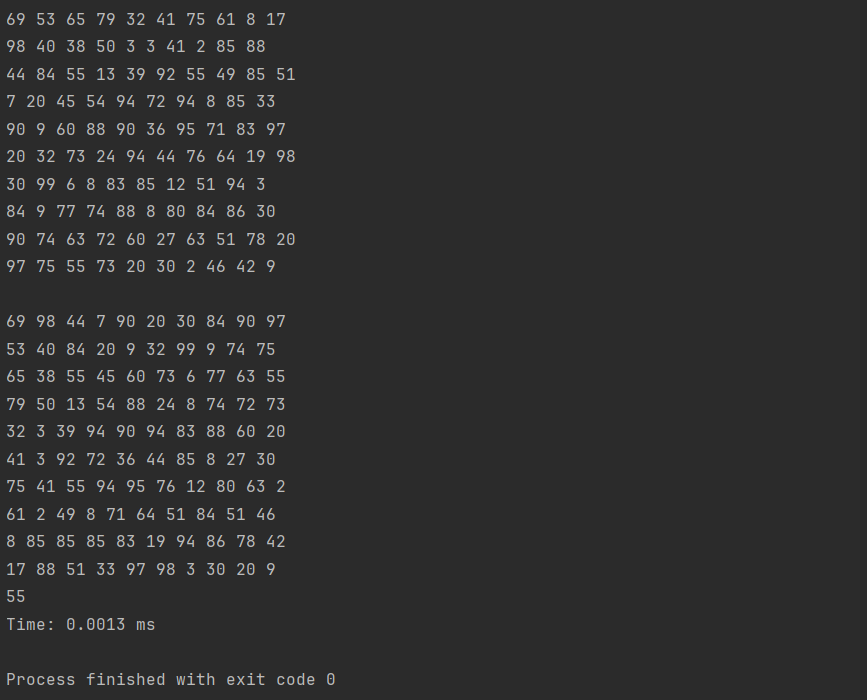 69 53 65 79 32 41 75 61 8 17
98 40 38 50 3 3 41 2 85 88
44 84 55 13 39 92 55 49 85 51
7 20 45 54 94 72 94 8 85 33
90 9 60 88 90 36 95 71 83 97
20 32 73 24 94 44 76 64 19 98
30 99 6 8 83 85 12 51 94 3
84 9 77 74 88 8 80 84 86 30
90 74 63 72 60 27 63 51 78 20
97 75 55 73 20 30 2 46 42 9
69 98 44 7 90 20 30 84 90 97
53 40 84 20 9 32 99 9 74 75
65 38 55 45 60 73 6 77 63 55
79 50 13 54 88 24 8 74 72 73
32 3 39 94 90 94 83 88 60 20
41 3 92 72 36 44 85 8 27 30
75 41 55 94 95 76 12 80 63 2
61 2 49 8 71 64 51 84 51 46
8 85 85 85 83 19 94 86 78 42
17 88 51 33 97 98 3 30 20 9
55
Time: 0.0013 ms
Process finished with exit code 0